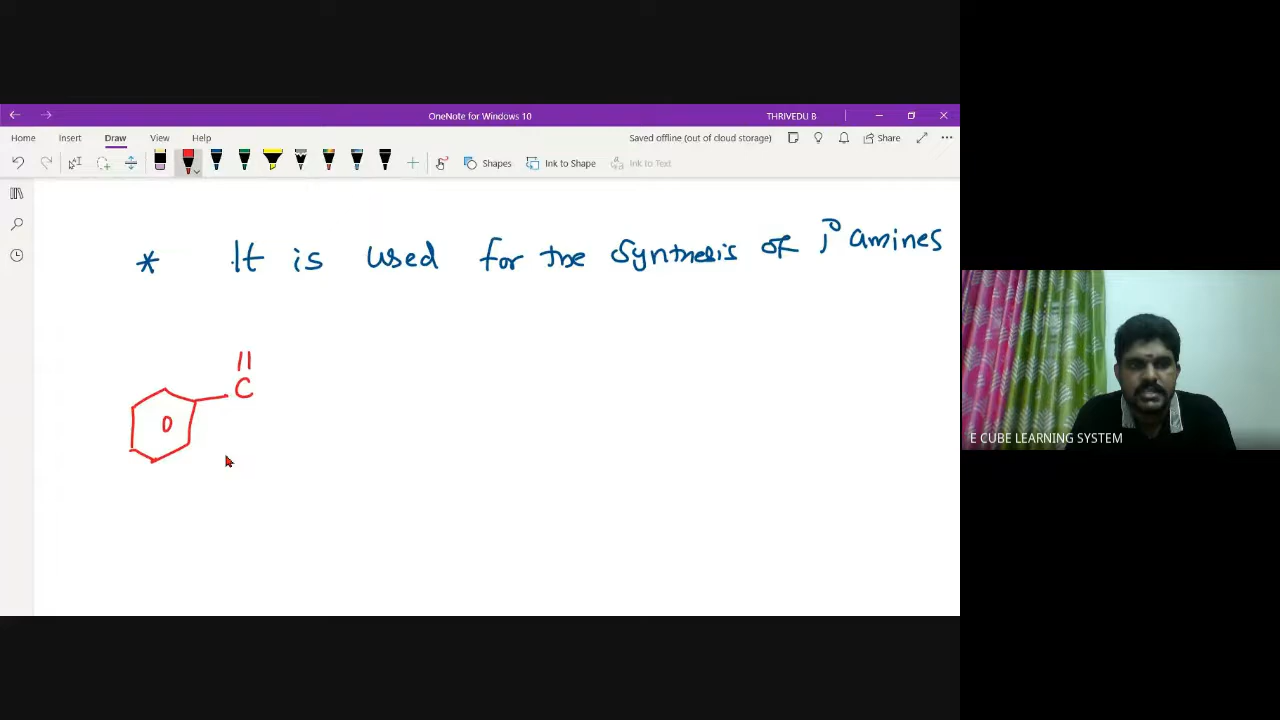 OneNote for Windows 10
THRIVEDU B
Home Insert Draw View Help
Saved offline (out of cloud storage)
Share
Shapes
Ink to Shape
Ink to Text
* It is used for the synthesis of 1° amines
C
E CUBE LEARNING SYSTEM